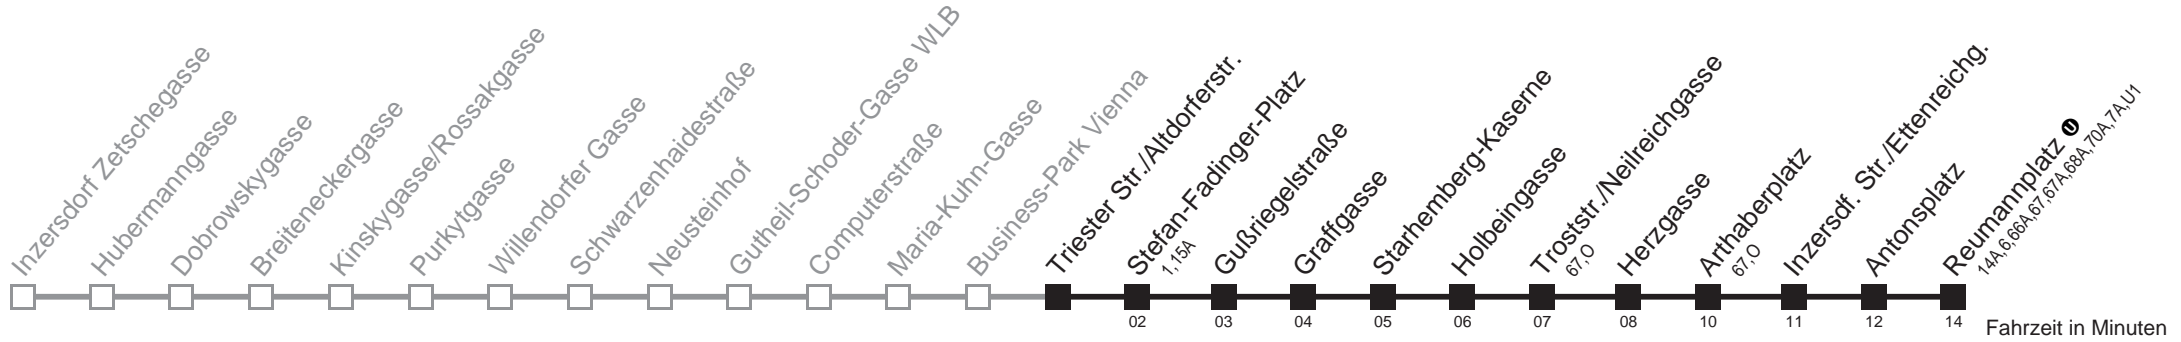 Inzersdorf Zetschegasse
Hubermanngasse
Dobrowskygasse
Breiteneckergasse
Kinskygasse/Rossakgasse
Purkytgasse
Willendorfer Gasse
Schwarzenhaidestraße
Neusteinhof
Gutheil-Schoder-Gasse WLB
Computerstraße
Maria-Kuhn-Gasse
Business-Park Vienna
Triester Str./Altdorferstr.
Stefan-Fadinger-Platz
1,15A
Gußriegelstraße
Graffgasse
Starhemberg-Kaserne
Holbeingasse
Troststr./Neilreichgasse
67,O
Herzgasse
Arthaberplatz
67,O
Inzersdf. Str./Ettenreichg.
Antonsplatz
Reumannplatz U
14A,6,66A,67,67A,68A,70A,7A,U1
02 03 04 05 06 07 08 10 11 12 14
Fahrzeit in Minuten